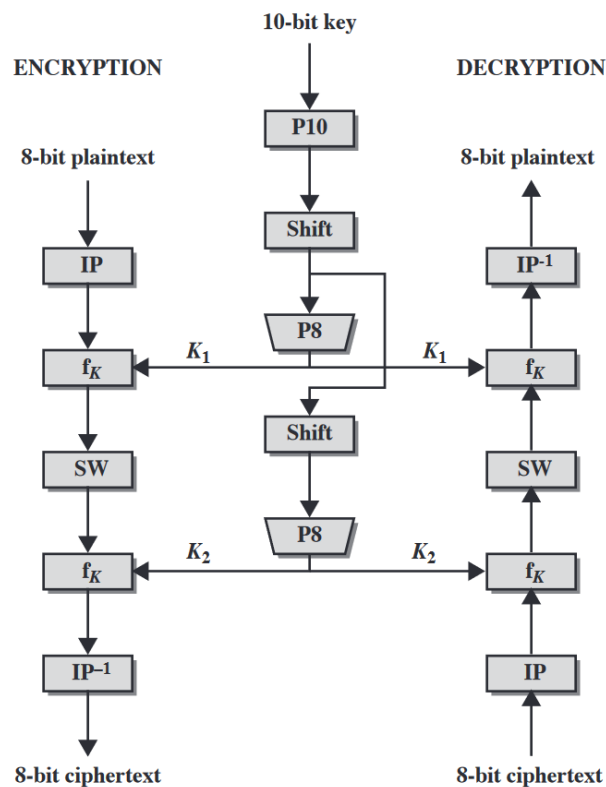 10-bit key
ENCRYPTION
DECRYPTION
P10
8-bit plaintext
8-bit plaintext
Shift
IP
IP-1
P8
K1
K1
fK
fK
Shift
SW
SW
P8
K2
K2
fK
fK
IP–1
IP
8-bit ciphertext
8-bit ciphertext